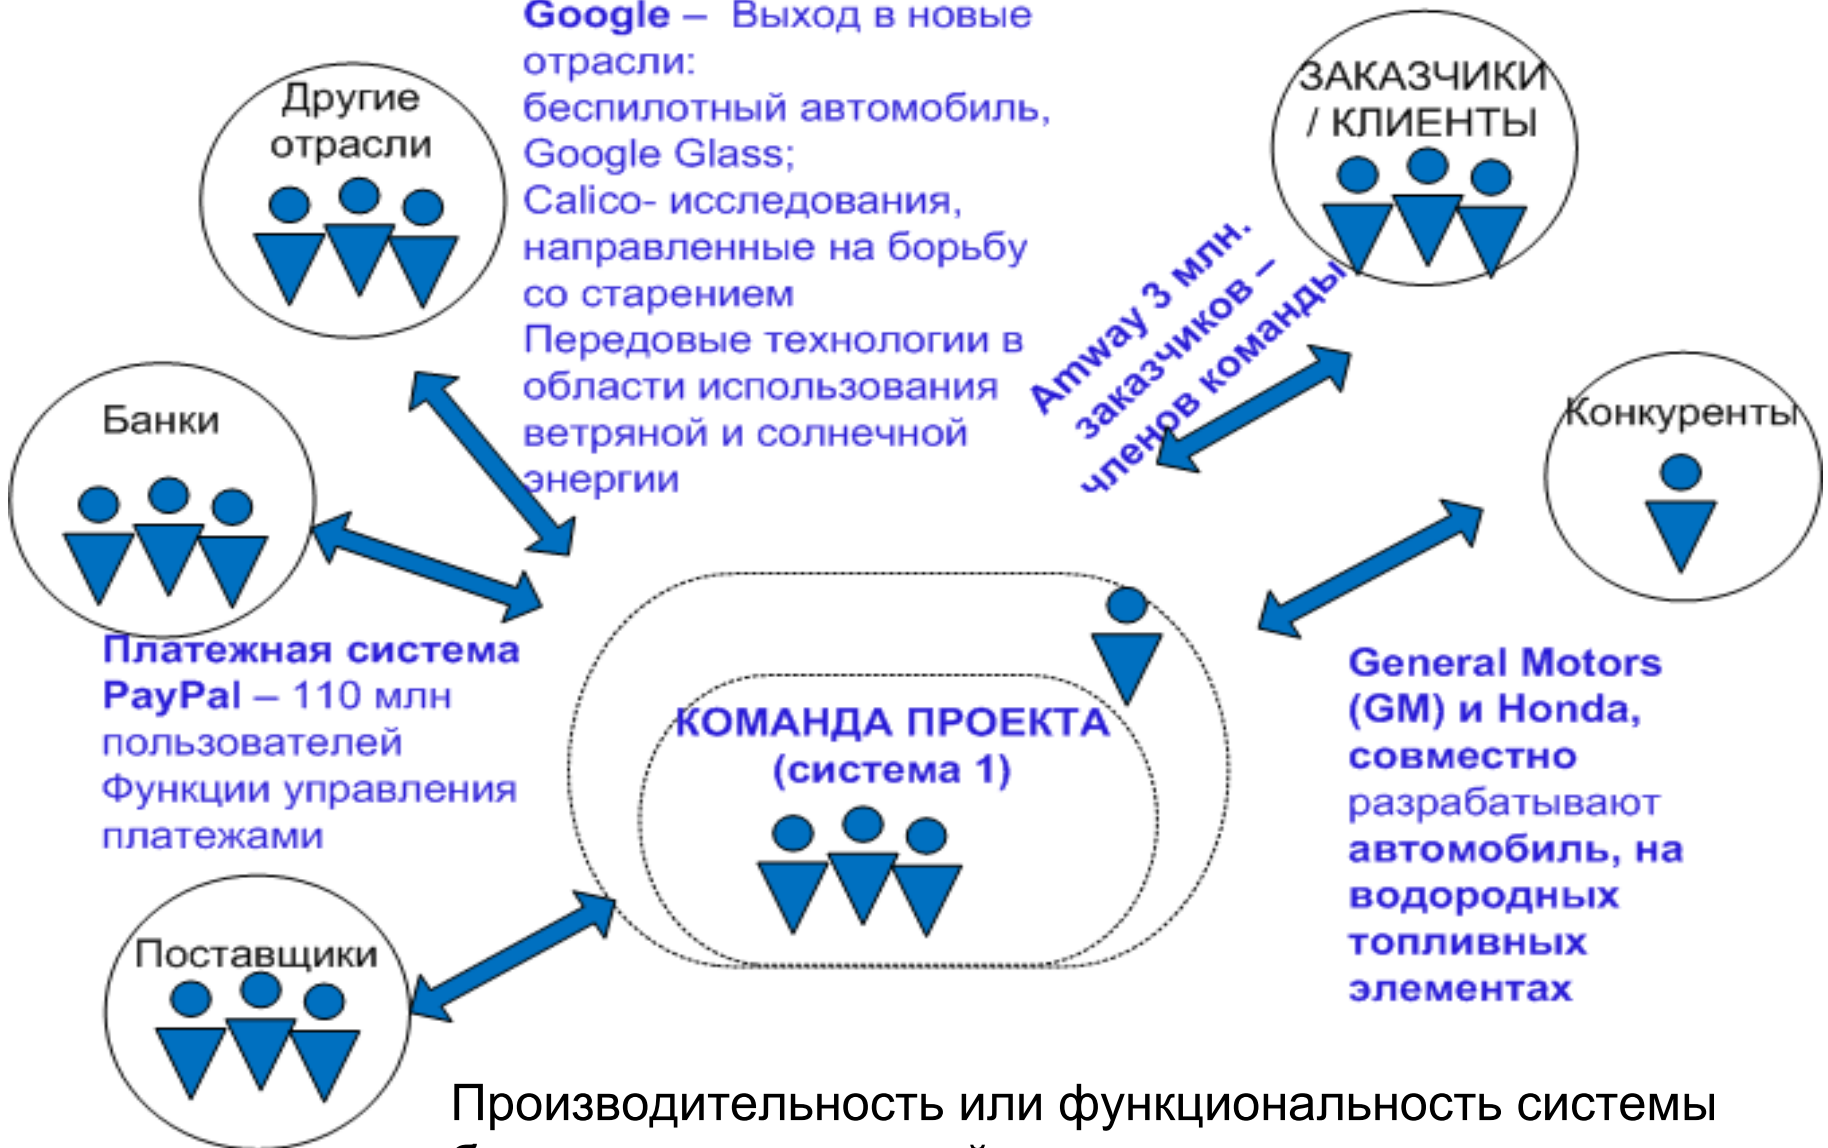 Google – Выход в новые
отрасли:
беспилотный автомобиль,
Google Glass;
Calico- исследования,
направленные на борьбу
со старением
Передовые технологии в
области использования
ветряной и солнечной
энергии
Другие
отрасли
ЗАКАЗЧИКИ
/ КЛИЕНТЫ
Amway 3 млн.
заказчиков –
членов команды
Банки
Конкуренты
Платежная система
PayPal – 110 млн
пользователей
Функции управления
платежами
КОМАНДА ПРОЕКТА
(система 1)
General Motors
(GM) и Honda,
совместно
разрабатывают
автомобиль, на
водородных
топливных
элементах
Поставщики
Производительность или функциональность системы